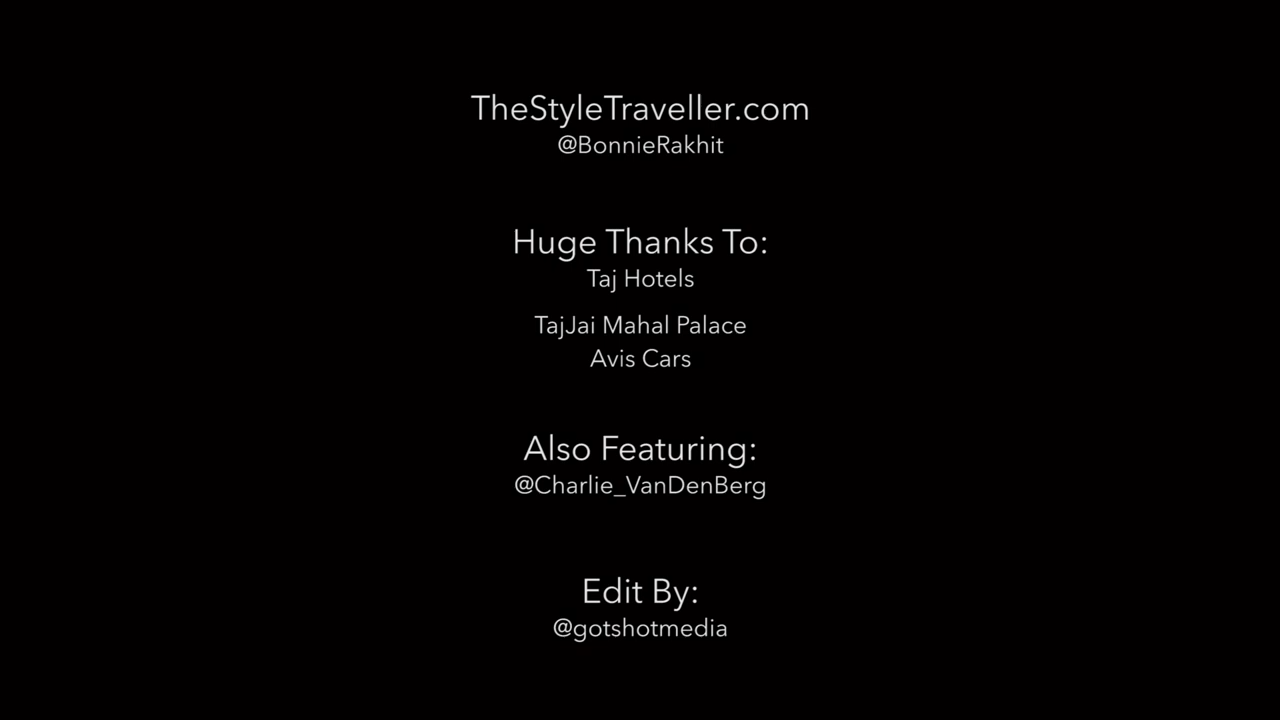 TheStyleTraveller.com
@BonnieRakhit
Huge Thanks To:
Taj Hotels
TajJai Mahal Palace
Avis Cars
Also Featuring:
@Charlie_VanDenBerg
Edit By:
@gotshotmedia